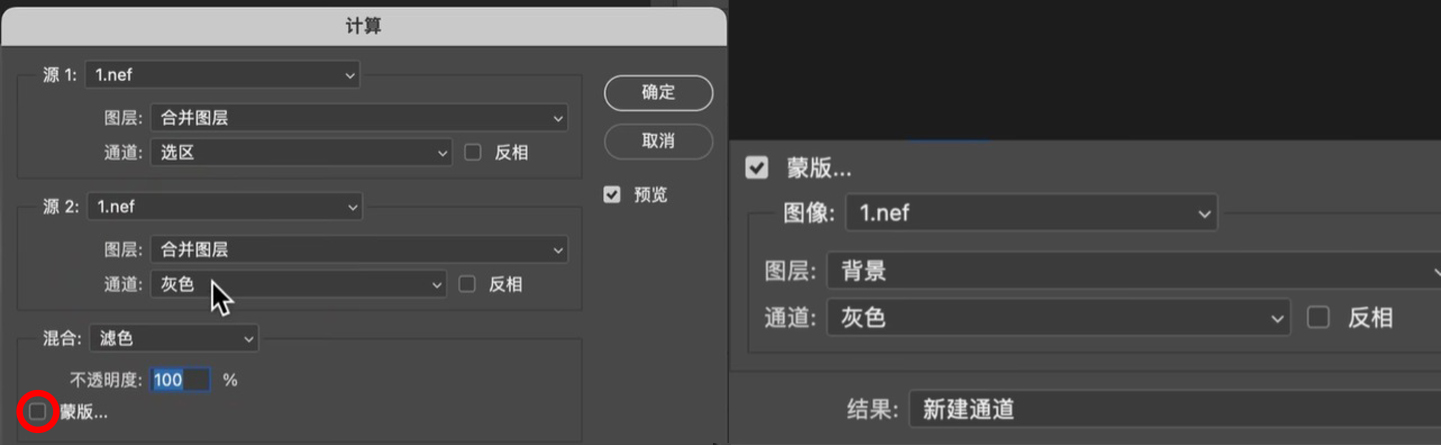 计算
源 1: 1.nef
图层: 合并图层
通道: 选区 反相
源 2: 1.nef
图层: 合并图层
通道: 灰色 反相
混合: 滤色
不透明度: 100 %
蒙版...
确定
取消
预览
蒙版...
图像: 1.nef
图层: 背景
通道: 灰色 反相
结果: 新建通道